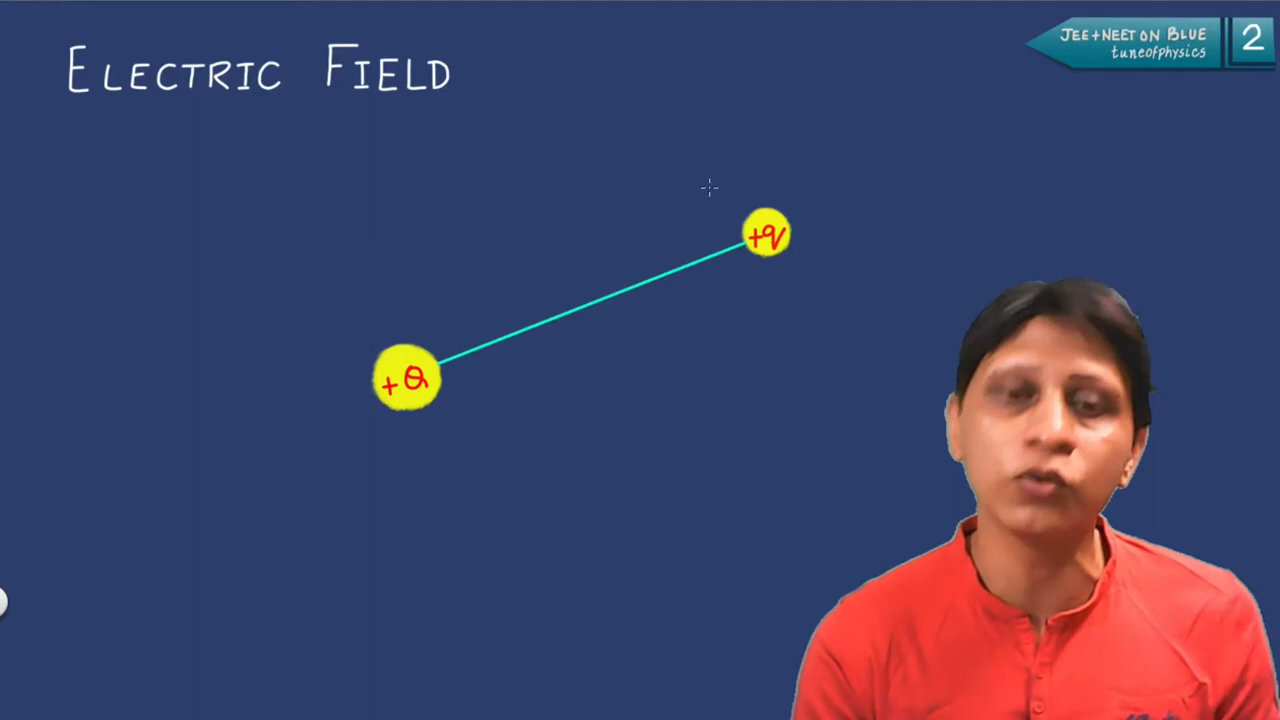 ELECTRIC FIELD
JEE+NEET ON BLUE
tuneofphysics
2
+q
+Q